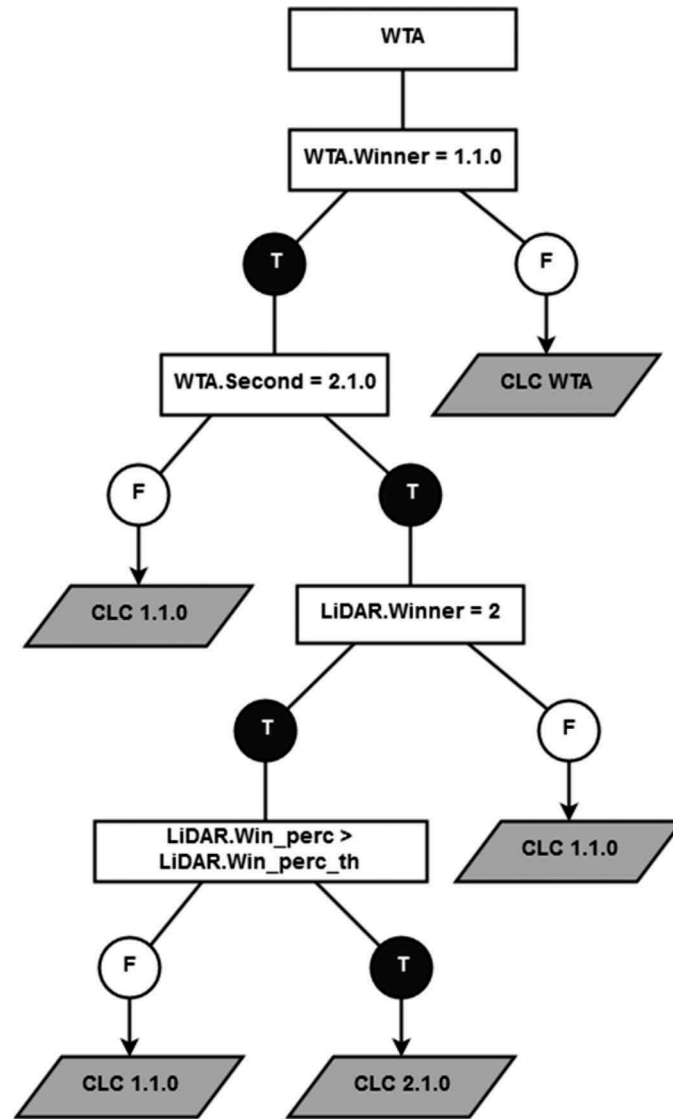 WTA
WTA.Winner = 1.1.0
T
F
WTA.Second = 2.1.0
CLC WTA
F
T
CLC 1.1.0
LiDAR.Winner = 2
T
F
LiDAR.Win_perc >
LiDAR.Win_perc_th
CLC 1.1.0
F
T
CLC 1.1.0
CLC 2.1.0